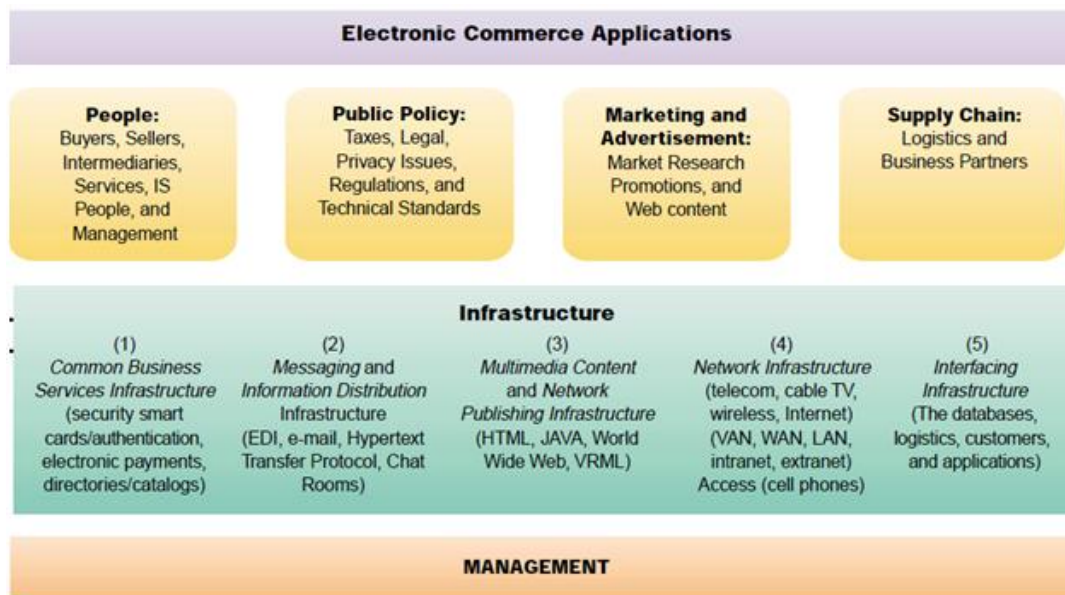 Electronic Commerce Applications
People:
Buyers, Sellers,
Intermediaries,
Services, IS
People, and
Management
Public Policy:
Taxes, Legal,
Privacy Issues,
Regulations, and
Technical Standards
Marketing and
Advertisement:
Market Research
Promotions, and
Web content
Supply Chain:
Logistics and
Business Partners
Infrastructure
(1)
Common Business
Services Infrastructure
(security smart
cards/authentication,
electronic payments,
directories/catalogs)
(2)
Messaging and
Information Distribution
Infrastructure
(EDI, e-mail, Hypertext
Transfer Protocol, Chat
Rooms)
(3)
Multimedia Content
and Network
Publishing Infrastructure
(HTML, JAVA, World
Wide Web, VRML)
(4)
Network Infrastructure
(telecom, cable TV,
wireless, Internet)
(VAN, WAN, LAN,
intranet, extranet)
Access (cell phones)
(5)
Interfacing
Infrastructure
(The databases,
logistics, customers,
and applications)
MANAGEMENT